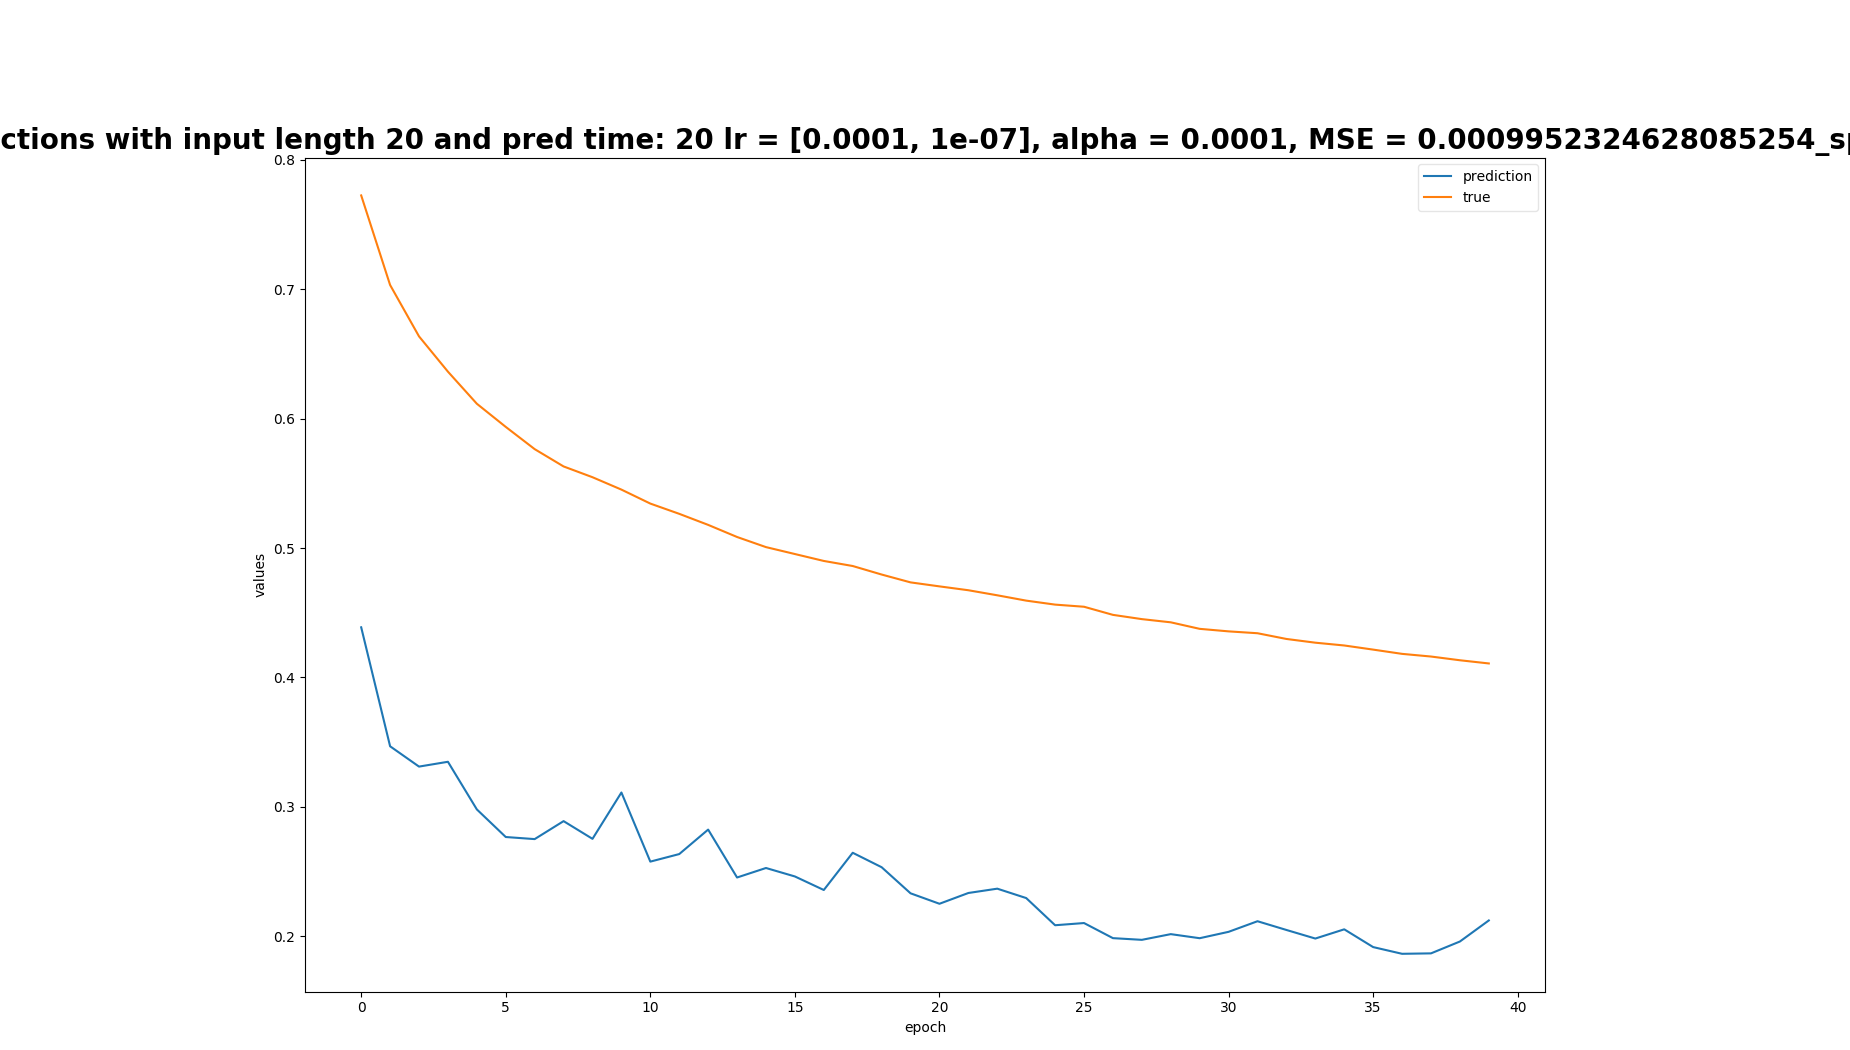 ctions with input length 20 and pred time: 20 lr = [0.0001, 1e-07], alpha = 0.0001, MSE = 0.0009952324628085254_sp
prediction
true
0.8
0.7
0.6
0.5
0.4
0.3
0.2
values
0 5 10 15 20 25 30 35 40
epoch